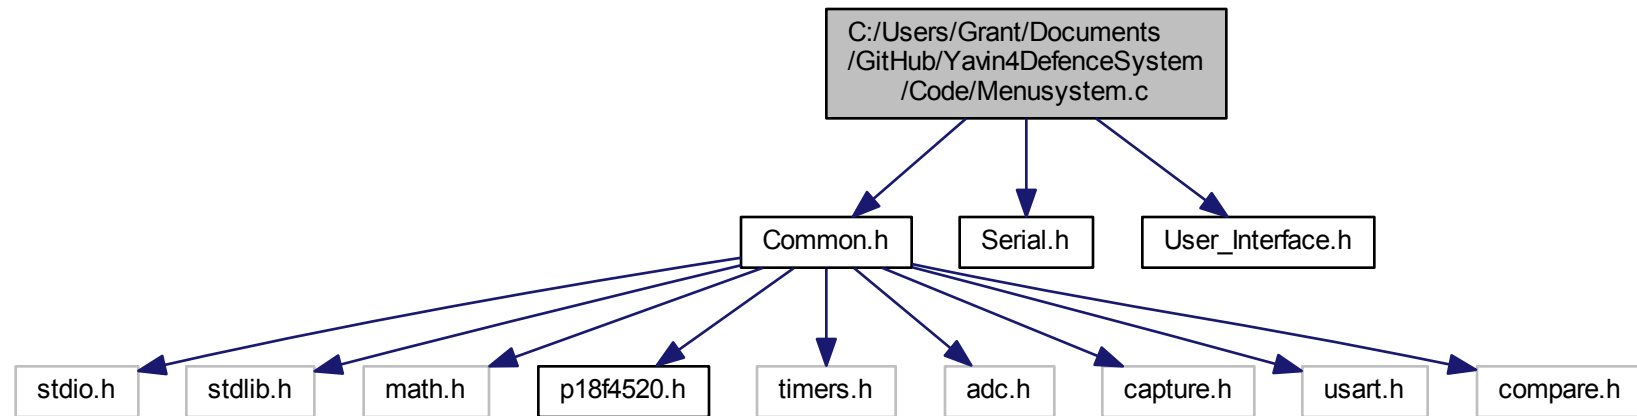 C:/Users/Grant/Documents
/GitHub/Yavin4DefenceSystem
/Code/Menusystem.c
Common.h
Serial.h
User_Interface.h
stdio.h
stdlib.h
math.h
p18f4520.h
timers.h
adc.h
capture.h
usart.h
compare.h